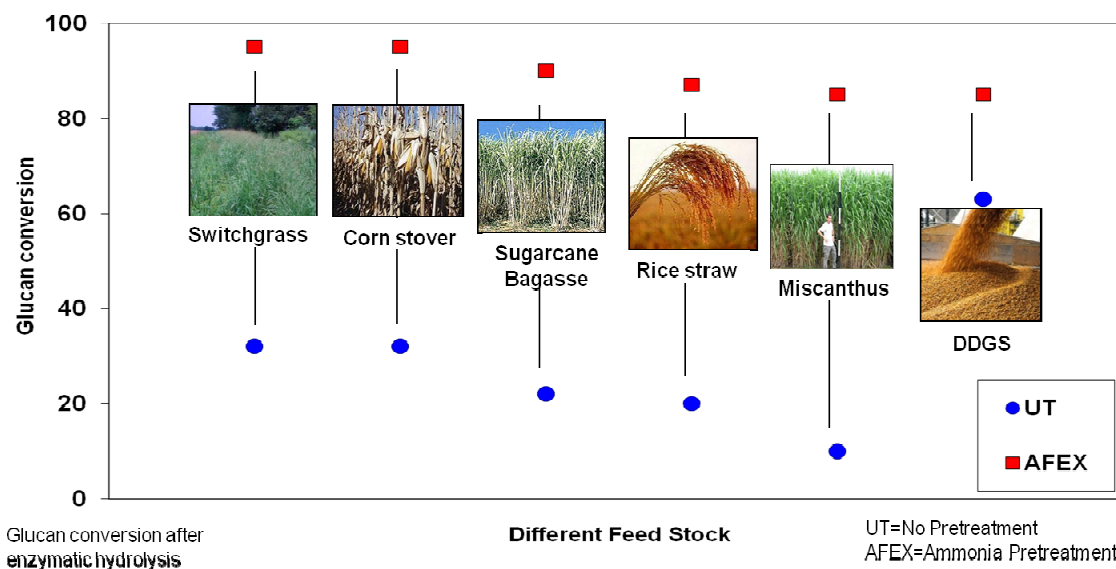 100
80
60
40
20
0
Glucan conversion
Switchgrass
Corn stover
Sugarcane
Bagasse
Rice straw
Miscanthus
DDGS
UT
AFEX
Different Feed Stock
Glucan conversion after
enzymatic hydrolysis
UT=No Pretreatment
AFEX=Ammonia Pretreatment